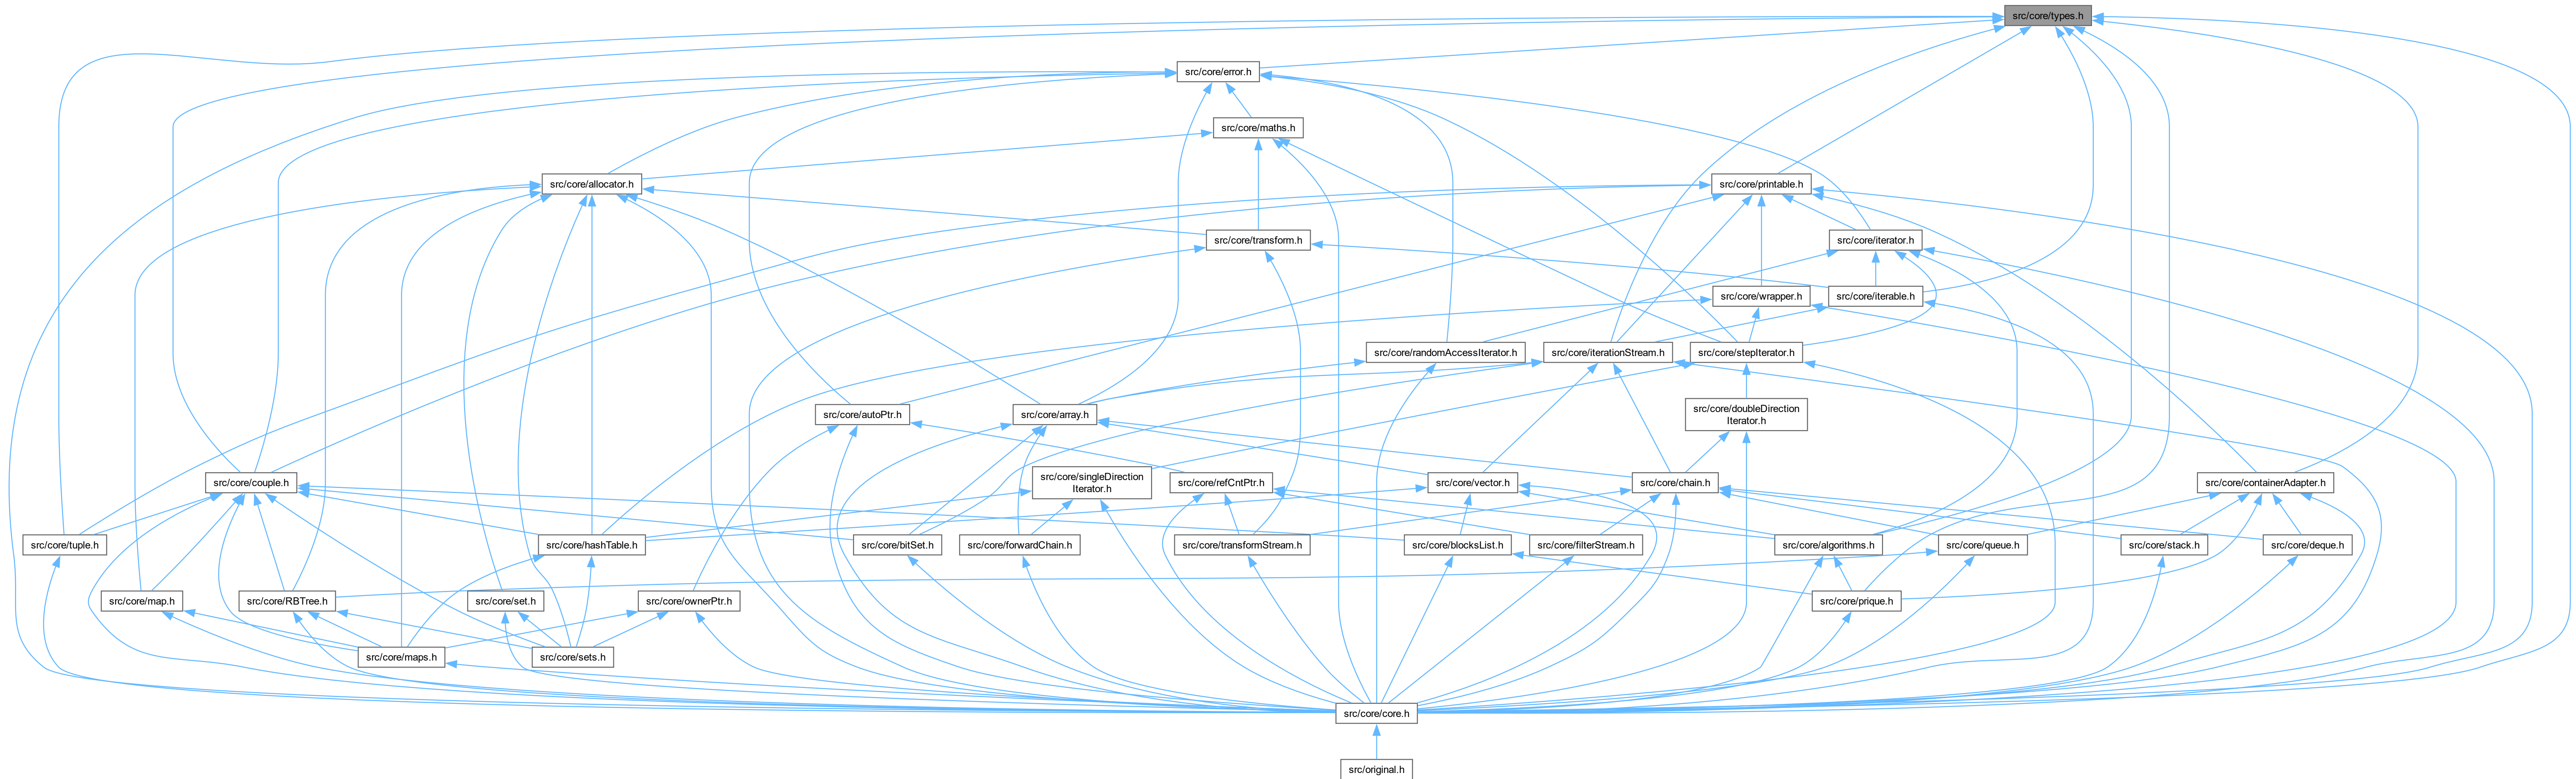 src/core/types.h
src/core/error.h
src/core/maths.h
src/core/allocator.h
src/core/printable.h
src/core/transform.h
src/core/iterator.h
src/core/wrapper.h
src/core/iterable.h
src/core/randomAccessIterator.h
src/core/iterationStream.h
src/core/stepIterator.h
src/core/autoPtr.h
src/core/array.h
src/core/doubleDirection
Iterator.h
src/core/couple.h
src/core/singleDirection
Iterator.h
src/core/refCntPtr.h
src/core/vector.h
src/core/chain.h
src/core/containerAdapter.h
src/core/tuple.h
src/core/hashTable.h
src/core/bitSet.h
src/core/forwardChain.h
src/core/transformStream.h
src/core/blocksList.h
src/core/filterStream.h
src/core/algorithms.h
src/core/queue.h
src/core/stack.h
src/core/deque.h
src/core/map.h
src/core/RBTree.h
src/core/set.h
src/core/ownerPtr.h
src/core/prique.h
src/core/maps.h
src/core/sets.h
src/core/core.h
src/original.h